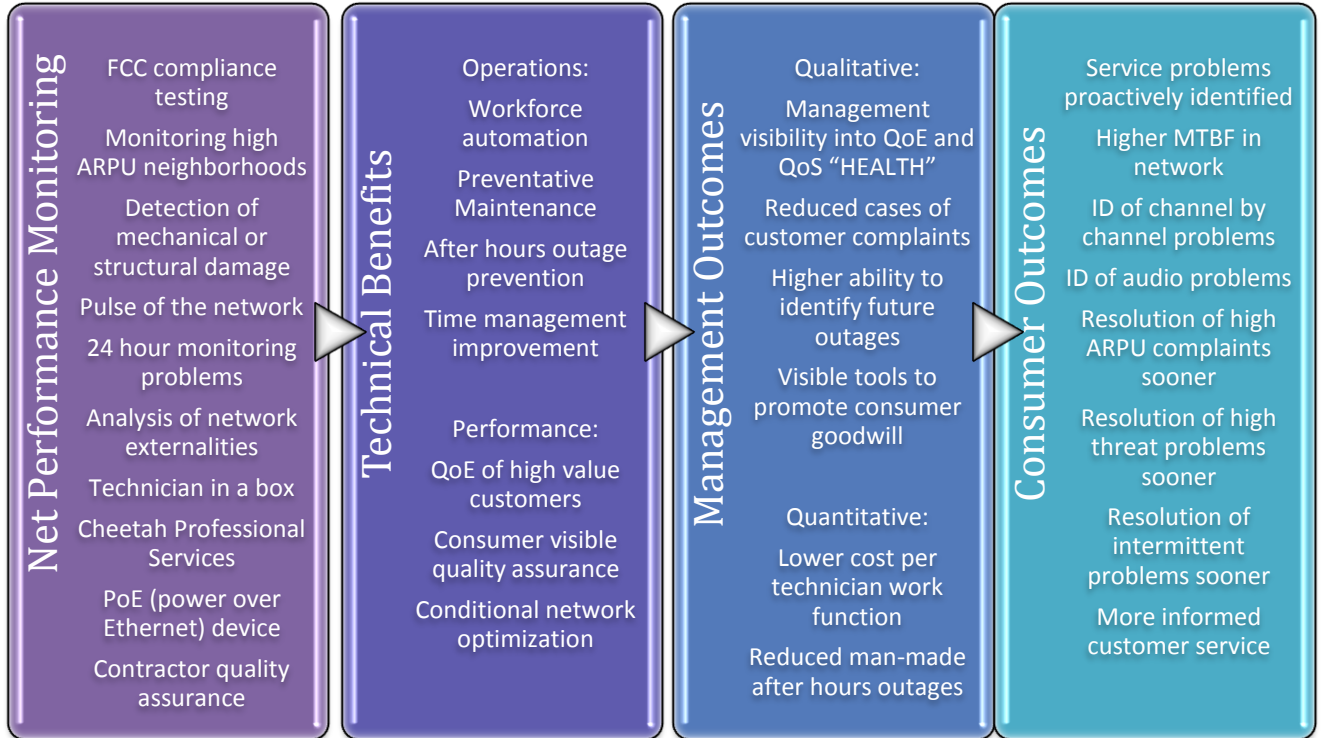 Net Performance Monitoring
FCC compliance
testing
Monitoring high
ARPU neighborhoods
Detection of
mechanical or
structural damage
Pulse of the network
24 hour monitoring
problems
Analysis of network
externalities
Technician in a box
Cheetah Professional
Services
PoE (power over
Ethernet) device
Contractor quality
assurance
Technical Benefits
Operations:
Workforce
automation
Preventative
Maintenance
After hours outage
prevention
Time management
improvement
Performance:
QoE of high value
customers
Consumer visible
quality assurance
Conditional network
optimization
Management Outcomes
Qualitative:
Management
visibility into QoE and
QoS “HEALTH”
Reduced cases of
customer complaints
Higher ability to
identify future
outages
Visible tools to
promote consumer
goodwill
Quantitative:
Lower cost per
technician work
function
Reduced man-made
after hours outages
Consumer Outcomes
Service problems
proactively identified
Higher MTBF in
network
ID of channel by
channel problems
ID of audio problems
Resolution of high
ARPU complaints
sooner
Resolution of high
threat problems
sooner
Resolution of
intermittent
problems sooner
More informed
customer service